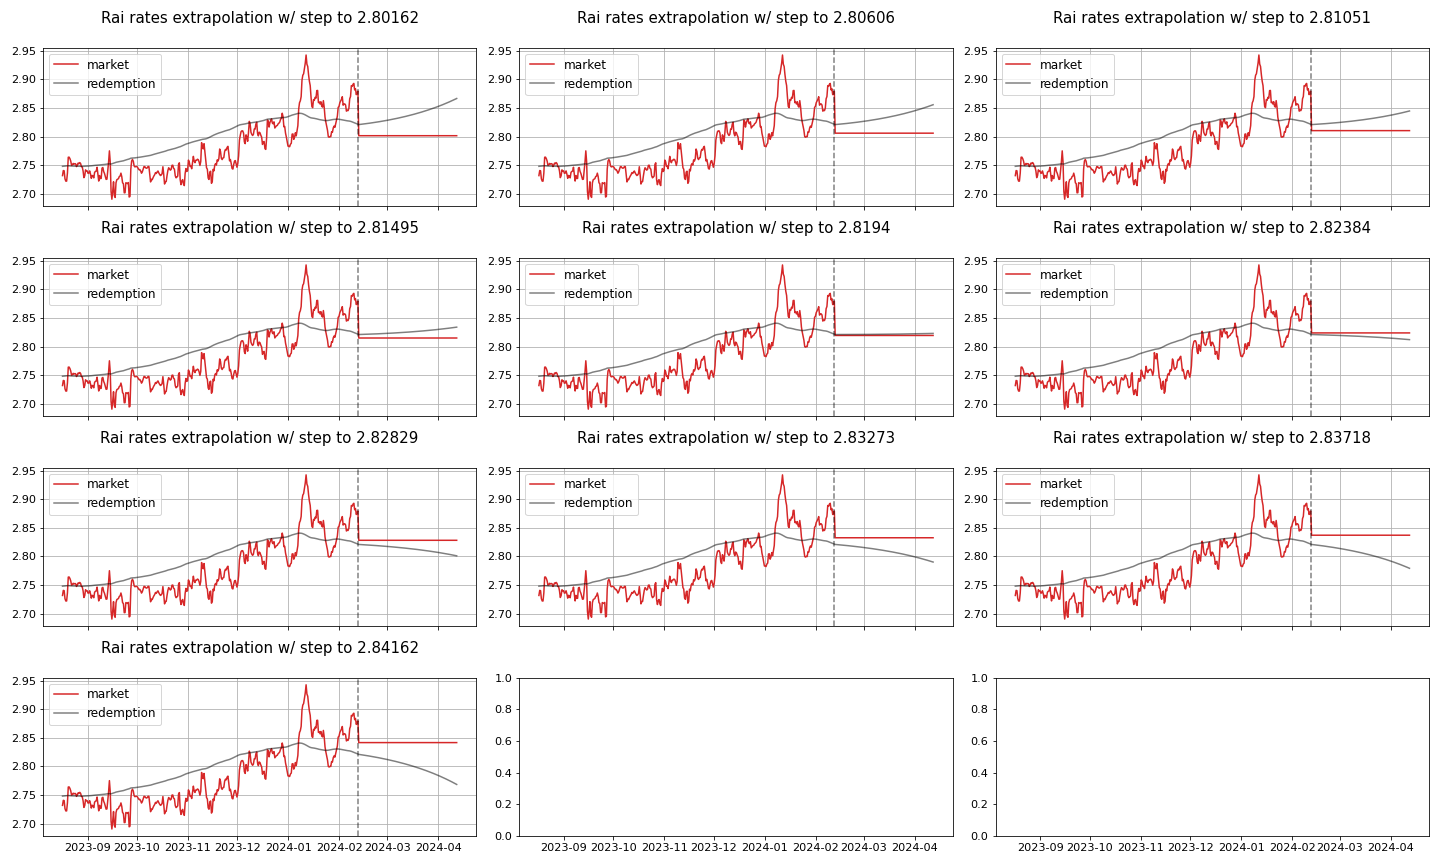 Rai rates extrapolation w/ step to 2.80162
Rai rates extrapolation w/ step to 2.80606
Rai rates extrapolation w/ step to 2.81051
2.95
2.90
2.85
2.80
2.75
2.70
market
redemption
2.95
2.90
2.85
2.80
2.75
2.70
market
redemption
2.95
2.90
2.85
2.80
2.75
2.70
market
redemption
Rai rates extrapolation w/ step to 2.81495
Rai rates extrapolation w/ step to 2.8194
Rai rates extrapolation w/ step to 2.82384
2.95
2.90
2.85
2.80
2.75
2.70
market
redemption
2.95
2.90
2.85
2.80
2.75
2.70
market
redemption
2.95
2.90
2.85
2.80
2.75
2.70
market
redemption
Rai rates extrapolation w/ step to 2.82829
Rai rates extrapolation w/ step to 2.83273
Rai rates extrapolation w/ step to 2.83718
2.95
2.90
2.85
2.80
2.75
2.70
market
redemption
2.95
2.90
2.85
2.80
2.75
2.70
market
redemption
2.95
2.90
2.85
2.80
2.75
2.70
market
redemption
Rai rates extrapolation w/ step to 2.84162
2.95
2.90
2.85
2.80
2.75
2.70
market
redemption
1.0
0.8
0.6
0.4
0.2
0.0
1.0
0.8
0.6
0.4
0.2
0.0
2023-09 2023-10 2023-11 2023-12 2024-01 2024-02 2024-03 2024-04
2023-09 2023-10 2023-11 2023-12 2024-01 2024-02 2024-03 2024-04
2023-09 2023-10 2023-11 2023-12 2024-01 2024-02 2024-03 2024-04